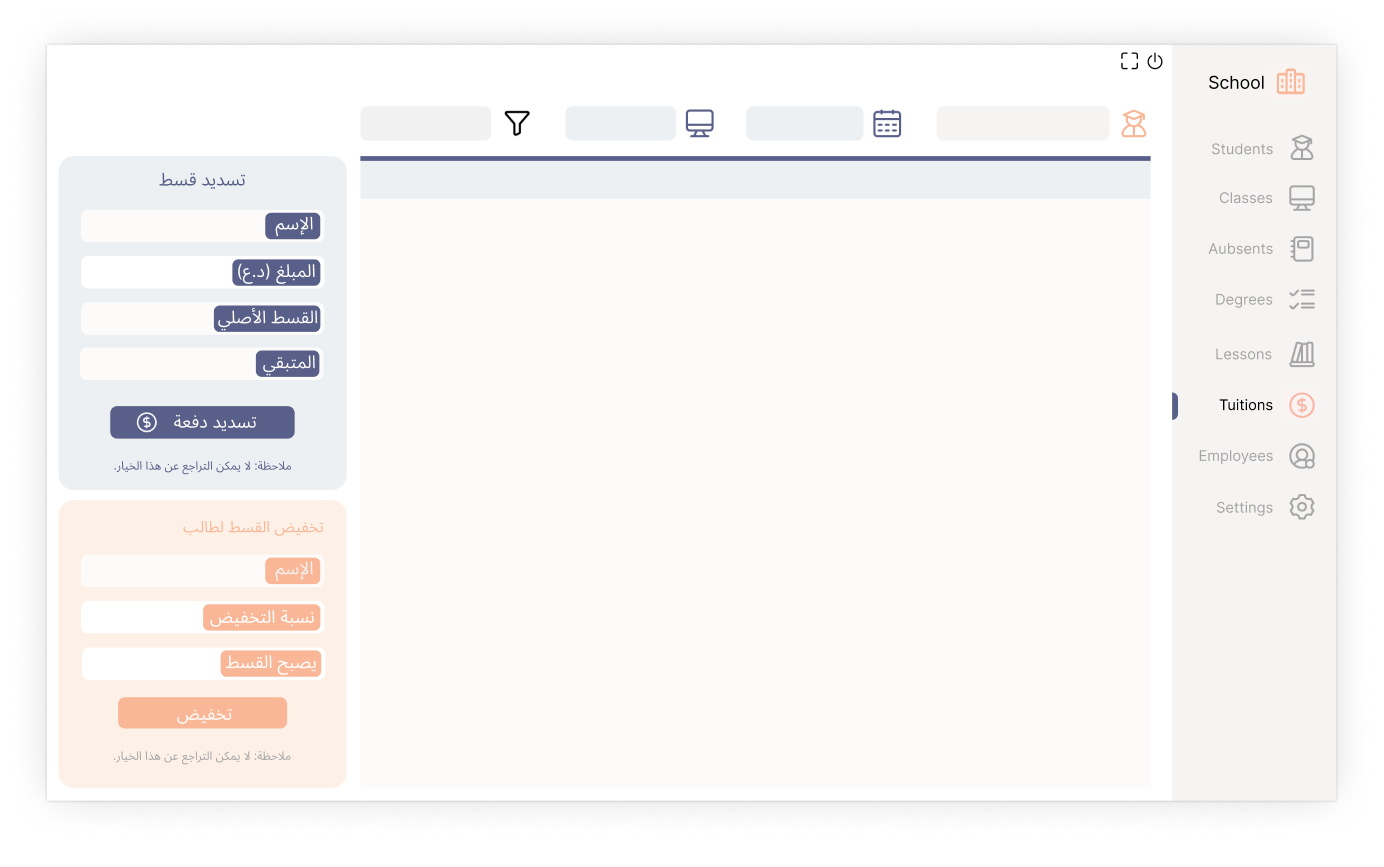 School
Students
Classes
Aubsents
Degrees
Lessons
Tuitions
Employees
Settings
تسديد قسط
الإسم
المبلغ (د.ع)
القسط الأصلي
المتبقي
تسديد دفعة
ملاحظة: لا يمكن التراجع عن هذا الخيار.
تخفيض القسط لطالب
الإسم
نسبة التخفيض
يصبح القسط
تخفيض
ملاحظة: لا يمكن التراجع عن هذا الخيار.